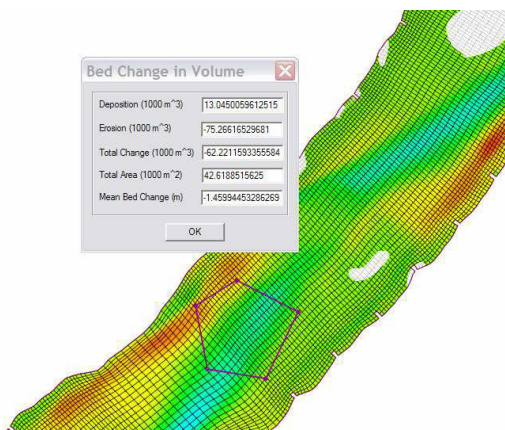 Bed Change in Volume
Deposition (1000 m^3) 13.0450059612515
Erosion (1000 m^3) -75.26616529681
Total Change (1000 m^3) -62.2211593355584
Total Area (1000 m^2) 42.6188515625
Mean Bed Change (m) -1.45994453286269
OK